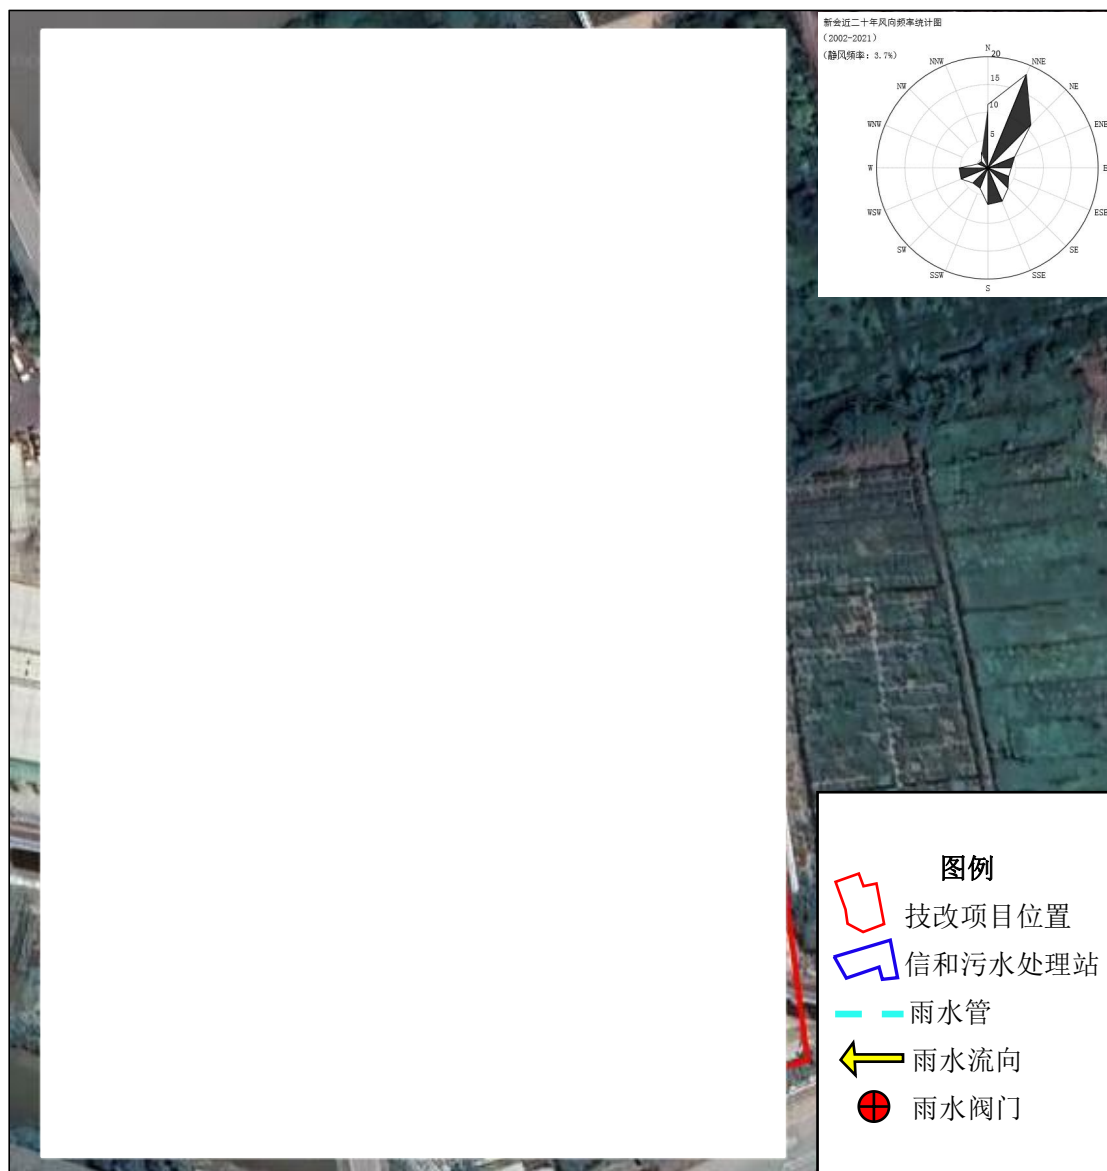 新会近二十年风向频率统计图
(2002-2021)
(静风频率: 3.7%)
N
20
NNW
NNE
15
NW
NE
10
WNW
ENE
5
W
E
WSW
ESE
SW
SE
SSW
SSE
S
图例
技改项目位置
信和污水处理站
雨水管
雨水流向
雨水阀门